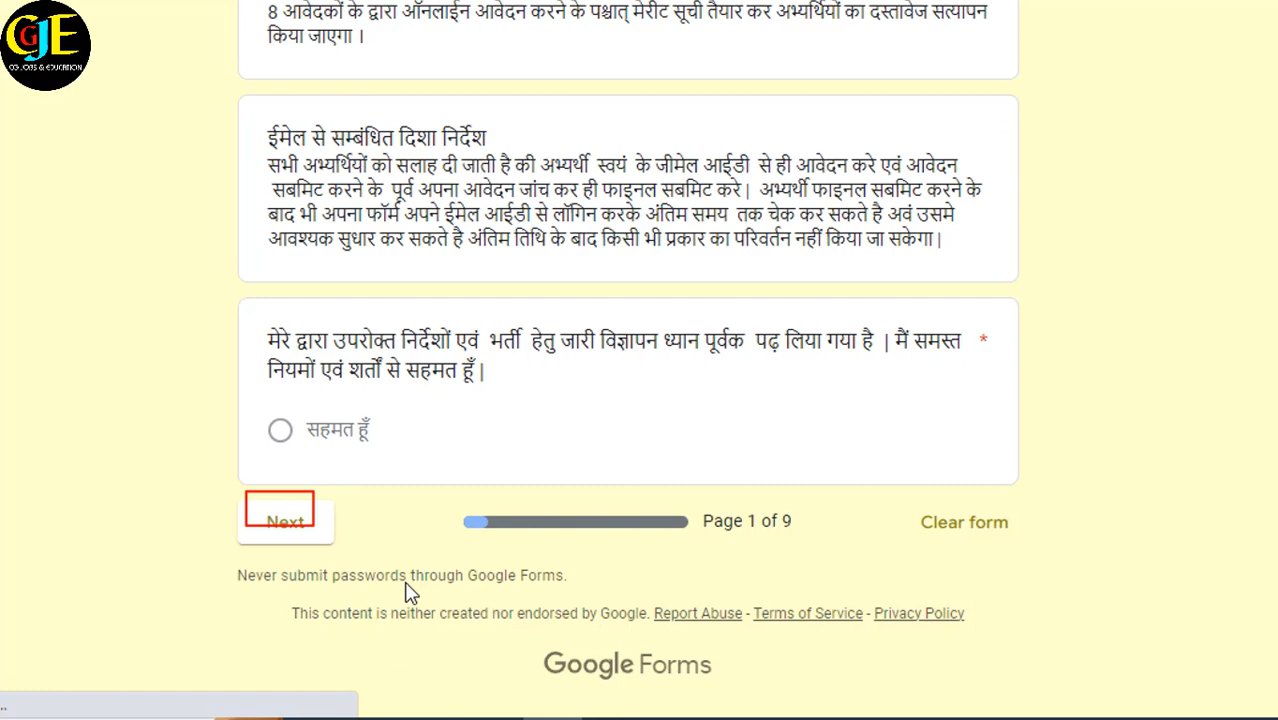 8 आवेदकों के द्वारा ऑनलाईन आवेदन करने के पश्चात् मेरीट सूची तैयार कर अभ्यर्थियों का दस्तावेज सत्यापन
किया जाएगा ।
GJE
CG JOBS & EDUCATION
ईमेल से सम्बंधित दिशा निर्देश
सभी अभ्यर्थियों को सलाह दी जाती है की अभ्यर्थी स्वयं के जीमेल आईडी से ही आवेदन करे एवं आवेदन
सबमिट करने के पूर्व अपना आवेदन जांच कर ही फाइनल सबमिट करे| अभ्यर्थी फाइनल सबमिट करने के
बाद भी अपना फॉर्म अपने ईमेल आईडी से लॉगिन करके अंतिम समय तक चेक कर सकते है अवं उसमे
आवश्यक सुधार कर सकते है अंतिम तिथि के बाद किसी भी प्रकार का परिवर्तन नहीं किया जा सकेगा|
मेरे द्वारा उपरोक्त निर्देशों एवं भर्ती हेतु जारी विज्ञापन ध्यान पूर्वक पढ़ लिया गया है | मैं समस्त *
नियमों एवं शर्तों से सहमत हूँ|
सहमत हूँ
Next Page 1 of 9 Clear form
Never submit passwords through Google Forms.
This content is neither created nor endorsed by Google. Report Abuse - Terms of Service - Privacy Policy
Google Forms
..